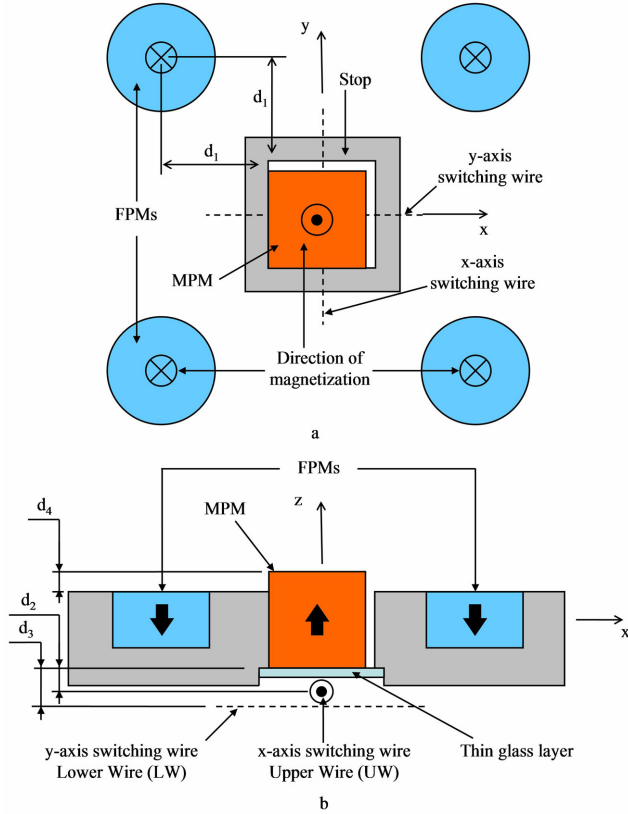 y
Stop
d1
d1
y-axis
switching wire
FPMs
x
x-axis
switching wire
MPM
Direction of
magnetization
a
FPMs
d4
MPM
z
d2
d3
x
y-axis switching wire
Lower Wire (LW)
x-axis switching wire
Upper Wire (UW)
Thin glass layer
b